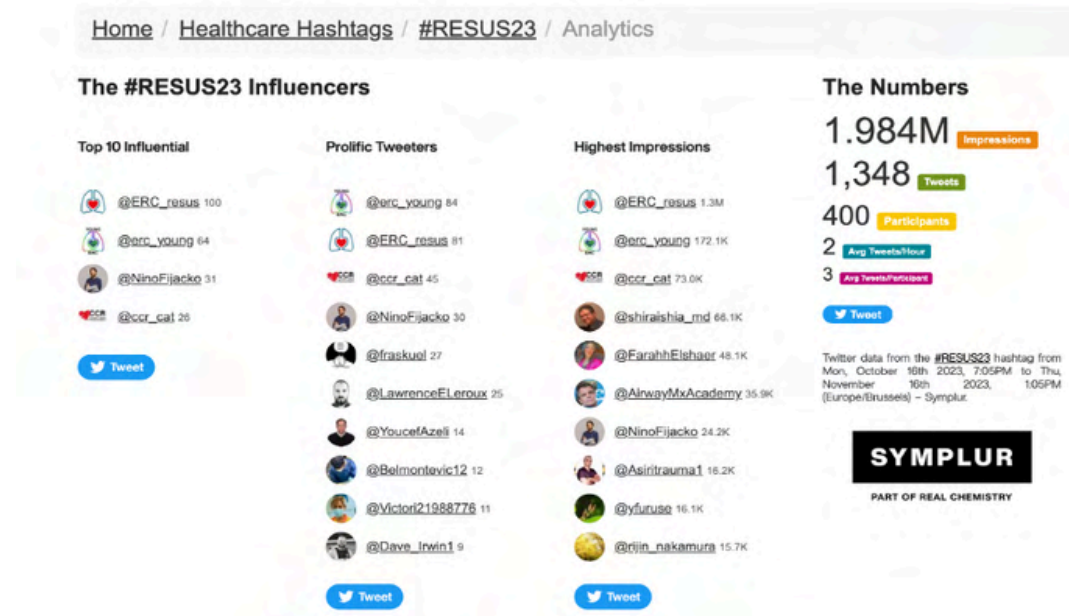 Home / Healthcare Hashtags / #RESUS23 / Analytics
The #RESUS23 Influencers
Top 10 Influential
@ERC_resus 100
@erc_young 64
@NinoFijacko 31
@ccr_cat 26
Tweet
Prolific Tweeters
@erc_young 84
@ERC_resus 81
@ccr_cat 45
@NinoFijacko 30
@fraskuel 27
@LawrenceELeroux 25
@YoucefAzeli 14
@Belmontevic12 12
@Victori21988776 11
@Dave_Irwin1 9
Tweet
Highest Impressions
@ERC_resus 1.3M
@erc_young 172.1K
@ccr_cat 73.0K
@shiraishia_md 66.1K
@FarahhElshaer 48.1K
@AirwayMxAcademy 35.9K
@NinoFijacko 24.2K
@Asiritrauma1 16.2K
@yfuruse 16.1K
@rijin_nakamura 15.7K
Tweet
The Numbers
1.984M Impressions
1,348 Tweets
400 Participants
2 Avg Tweets/Hour
3 Avg Tweets/Participant
Tweet
Twitter data from the #RESUS23 hashtag from
Mon, October 16th 2023, 7:05PM to Thu,
November 16th 2023, 1:05PM
(Europe/Brussels) – Symplur.
SYMPLUR
PART OF REAL CHEMISTRY